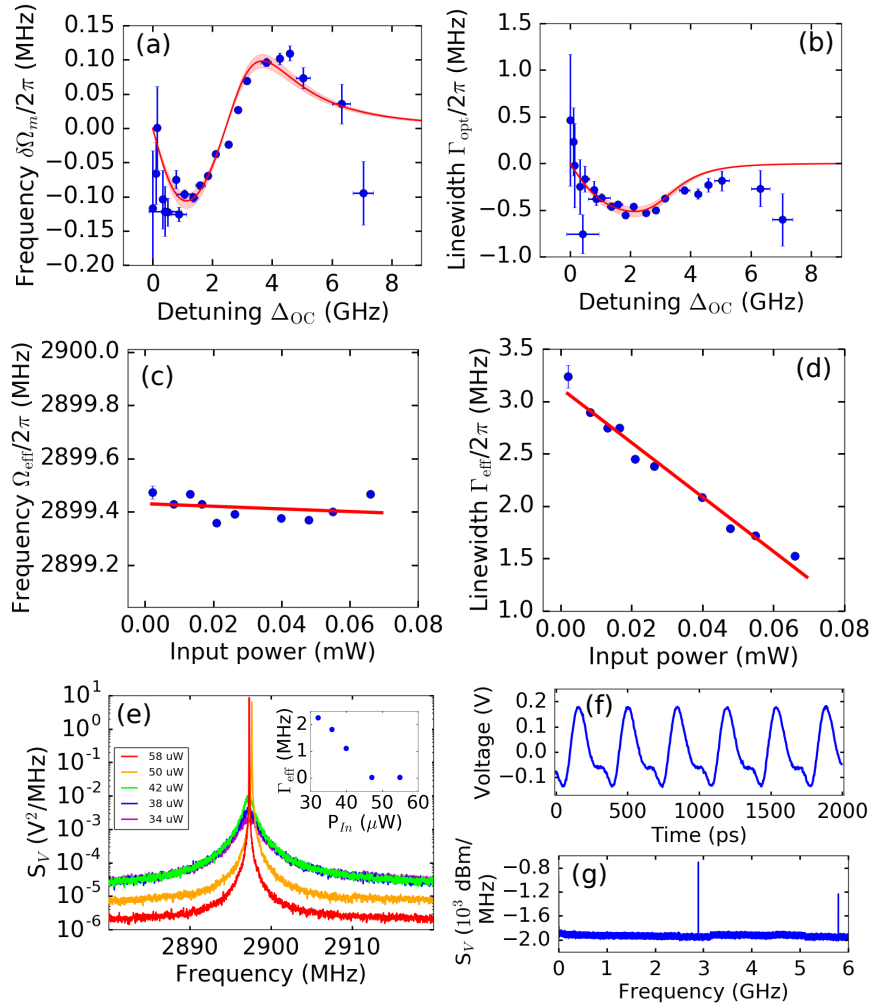 (a)
Frequency δΩₘ/2π (MHz)
0.15
0.10
0.05
0.00
−0.05
−0.10
−0.15
−0.20
0 2 4 6 8
Detuning Δ_OC (GHz)
(b)
Linewidth Γ_opt/2π (MHz)
1.5
1.0
0.5
0.0
−0.5
−1.0
0 2 4 6 8
Detuning Δ_OC (GHz)
(c)
Frequency Ω_eff/2π (MHz)
2900.0
2899.8
2899.6
2899.4
2899.2
0.00 0.02 0.04 0.06 0.08
Input power (mW)
(d)
Linewidth Γ_eff/2π (MHz)
3.5
3.0
2.5
2.0
1.5
1.0
0.00 0.02 0.04 0.06 0.08
Input power (mW)
(e)
S_V (V²/MHz)
10¹
10⁰
10⁻¹
10⁻²
10⁻³
10⁻⁴
10⁻⁵
10⁻⁶
58 uW
50 uW
42 uW
38 uW
34 uW
Γ_eff (MHz)
2
1
0
30 40 50 60
P_In (μW)
2890 2900 2910
Frequency (MHz)
(f)
Voltage (V)
0.2
0.1
0.0
−0.1
0 500 1000 1500 2000
Time (ps)
(g)
S_V (10³ dBm/
MHz)
−0.8
−1.2
−1.6
−2.0
0 1 2 3 4 5 6
Frequency (GHz)